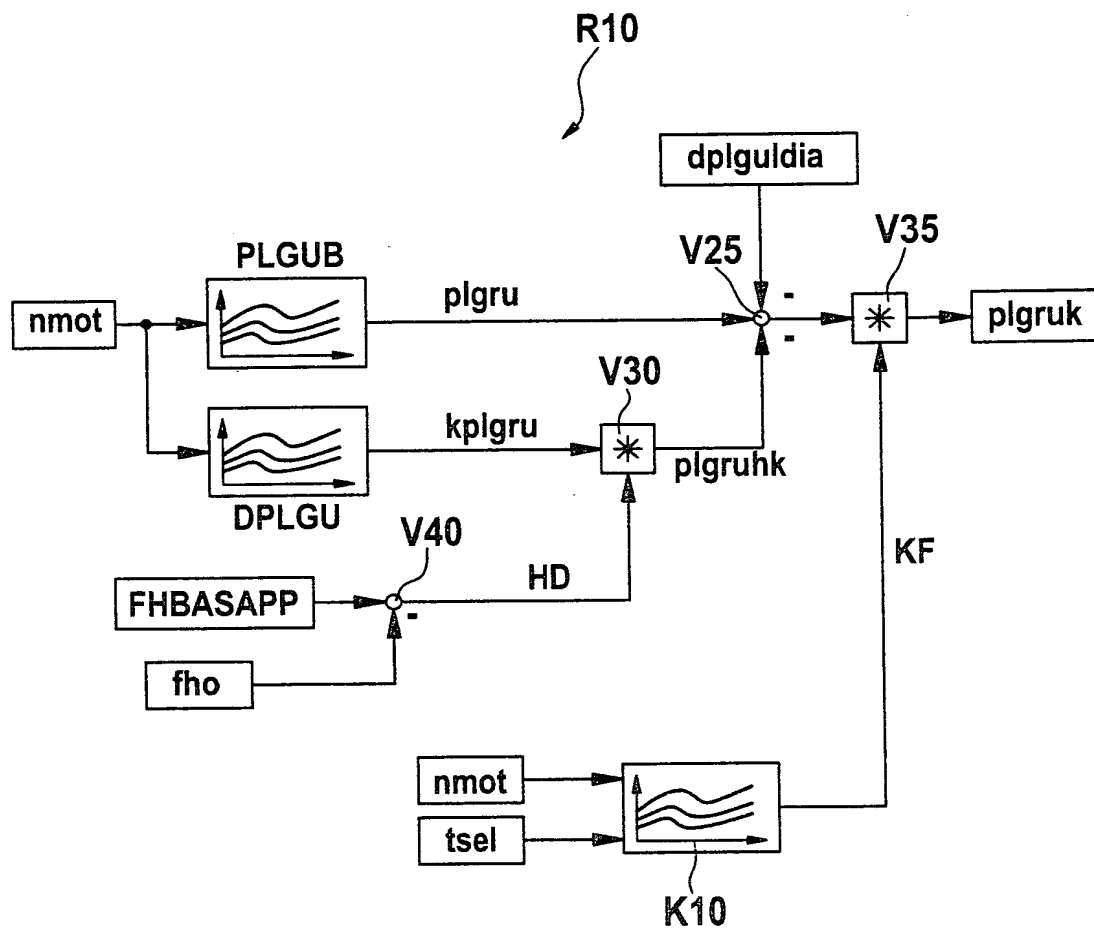 R10
dplguldia
V35
V25
PLGUB
plgru
nmot
-
plgruk
-
V30
kplgru
plgruhk
DPLGU
V40
HD
KF
FHBASAPP
-
fho
nmot
tsel
K10